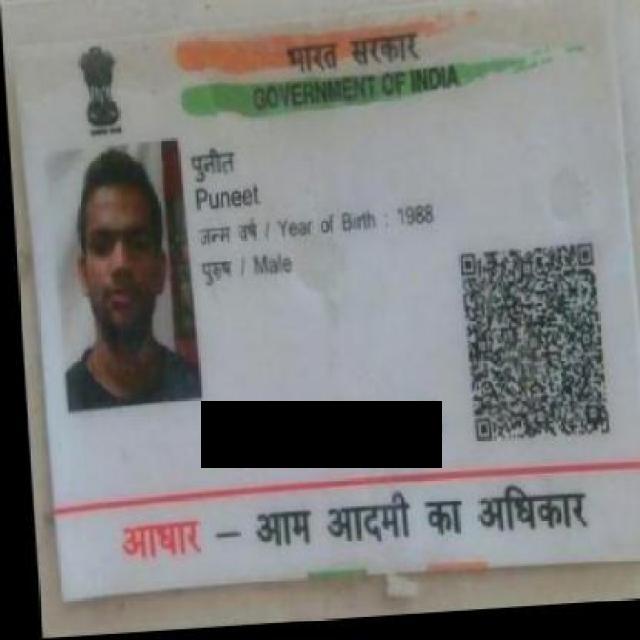 भारत सरकार
GOVERNMENT OF INDIA
पुनीत
Puneet
जन्म वर्ष / Year of Birth : 1988
पुरुष / Male
आधार – आम आदमी का अधिकार